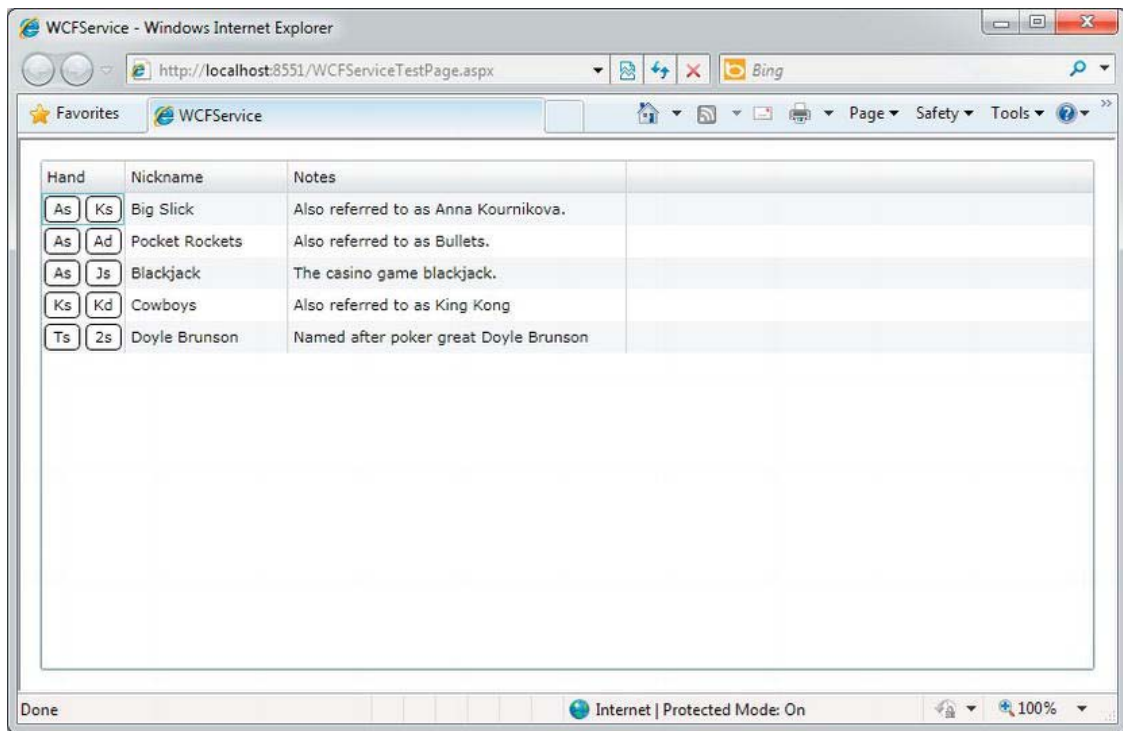 WCFService - Windows Internet Explorer
http://localhost:8551/WCFServiceTestPage.aspx Bing
Favorites WCFService Page Safety Tools
Hand Nickname Notes
As Ks Big Slick Also referred to as Anna Kournikova.
As Ad Pocket Rockets Also referred to as Bullets.
As Js Blackjack The casino game blackjack.
Ks Kd Cowboys Also referred to as King Kong
Ts 2s Doyle Brunson Named after poker great Doyle Brunson
Done Internet | Protected Mode: On 100%